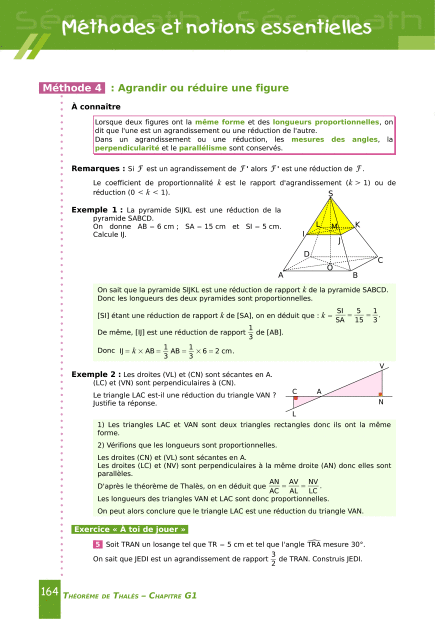 Sésamath Sésamath
Méthodes et notions essentielles
Méthode 4 : Agrandir ou réduire une figure
À connaître
Lorsque deux figures ont la même forme et des longueurs proportionnelles, on
dit que l'une est un agrandissement ou une réduction de l'autre.
Dans un agrandissement ou une réduction, les mesures des angles, la
perpendicularité et le parallélisme sont conservés.
Remarques : Si ℱ est un agrandissement de ℱ' alors ℱ' est une réduction de ℱ.
Le coefficient de proportionnalité k est le rapport d'agrandissement (k > 1) ou de
réduction (0 < k < 1).
Exemple 1 : La pyramide SIJKL est une réduction de la
pyramide SABCD.
On donne AB = 6 cm ; SA = 15 cm et SI = 5 cm.
Calcule IJ.
S
L M K
I
J
D
C
O
A B
On sait que la pyramide SIJKL est une réduction de rapport k de la pyramide SABCD.
Donc les longueurs des deux pyramides sont proportionnelles.
[SI] étant une réduction de rapport k de [SA], on en déduit que : k = SI/SA = 5/15 = 1/3.
De même, [IJ] est une réduction de rapport 1/3 de [AB].
Donc IJ = k × AB = 1/3 AB = 1/3 × 6 = 2 cm.
Exemple 2 : Les droites (VL) et (CN) sont sécantes en A.
(LC) et (VN) sont perpendiculaires à (CN).
Le triangle LAC est-il une réduction du triangle VAN ?
Justifie ta réponse.
V
C A
N
L
1) Les triangles LAC et VAN sont deux triangles rectangles donc ils ont la même
forme.
2) Vérifions que les longueurs sont proportionnelles.
Les droites (CN) et (VL) sont sécantes en A.
Les droites (LC) et (NV) sont perpendiculaires à la même droite (AN) donc elles sont
parallèles.
D'après le théorème de Thalès, on en déduit que AN/AC = AV/AL = NV/LC.
Les longueurs des triangles VAN et LAC sont donc proportionnelles.
On peut alors conclure que le triangle LAC est une réduction du triangle VAN.
Exercice « À toi de jouer »
5 Soit TRAN un losange tel que TR = 5 cm et tel que l'angle TRA mesure 30°.
On sait que JEDI est un agrandissement de rapport 3/2 de TRAN. Construis JEDI.
164 Théorème de Thalès – Chapitre G1